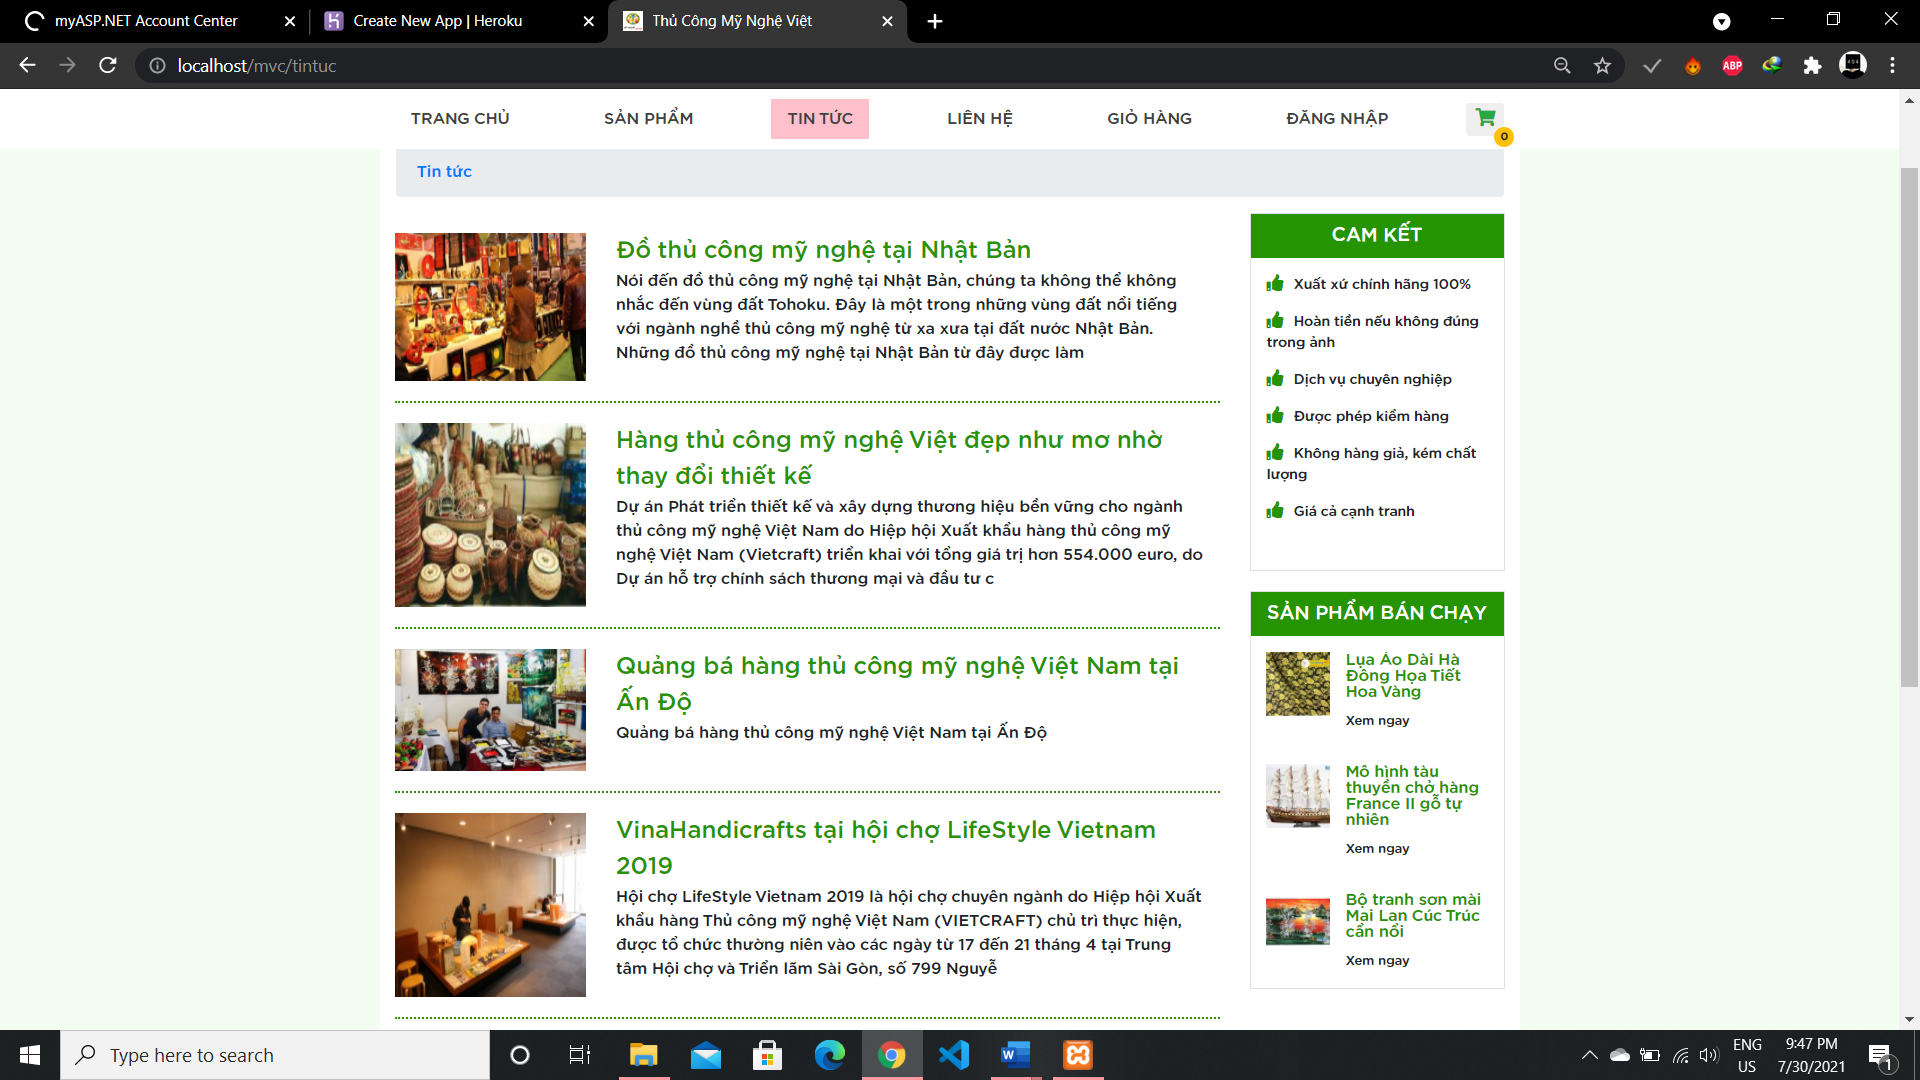 myASP.NET Account Center
Create New App | Heroku
Thủ Công Mỹ Nghệ Việt
localhost/mvc/tintuc
ABP
TRANG CHỦ
SẢN PHẨM
TIN TỨC
LIÊN HỆ
GIỎ HÀNG
ĐĂNG NHẬP
0
Tin tức
Đồ thủ công mỹ nghệ tại Nhật Bản
Nói đến đồ thủ công mỹ nghệ tại Nhật Bản, chúng ta không thể không
nhắc đến vùng đất Tohoku. Đây là một trong những vùng đất nổi tiếng
với ngành nghề thủ công mỹ nghệ từ xa xưa tại đất nước Nhật Bản.
Những đồ thủ công mỹ nghệ tại Nhật Bản từ đây được làm
Hàng thủ công mỹ nghệ Việt đẹp như mơ nhờ
thay đổi thiết kế
Dự án Phát triển thiết kế và xây dựng thương hiệu bền vững cho ngành
thủ công mỹ nghệ Việt Nam do Hiệp hội Xuất khẩu hàng thủ công mỹ
nghệ Việt Nam (Vietcraft) triển khai với tổng giá trị hơn 554.000 euro, do
Dự án hỗ trợ chính sách thương mại và đầu tư c
Quảng bá hàng thủ công mỹ nghệ Việt Nam tại
Ấn Độ
Quảng bá hàng thủ công mỹ nghệ Việt Nam tại Ấn Độ
VinaHandicrafts tại hội chợ LifeStyle Vietnam
2019
Hội chợ LifeStyle Vietnam 2019 là hội chợ chuyên ngành do Hiệp hội Xuất
khẩu hàng Thủ công mỹ nghệ Việt Nam (VIETCRAFT) chủ trì thực hiện,
được tổ chức thường niên vào các ngày từ 17 đến 21 tháng 4 tại Trung
tâm Hội chợ và Triển lãm Sài Gòn, số 799 Nguyễ
CAM KẾT
Xuất xứ chính hãng 100%
Hoàn tiền nếu không đúng
trong ảnh
Dịch vụ chuyên nghiệp
Được phép kiểm hàng
Không hàng giả, kém chất
lượng
Giá cả cạnh tranh
SẢN PHẨM BÁN CHẠY
Lụa Áo Dài Hà
Đông Họa Tiết
Hoa Vàng
Xem ngay
Mô hình tàu
thuyền chở hàng
France II gỗ tự
nhiên
Xem ngay
Bộ tranh sơn mài
Mai Lan Cúc Trúc
cẩn nổi
Xem ngay
Type here to search
ENG
US
9:47 PM
7/30/2021
1